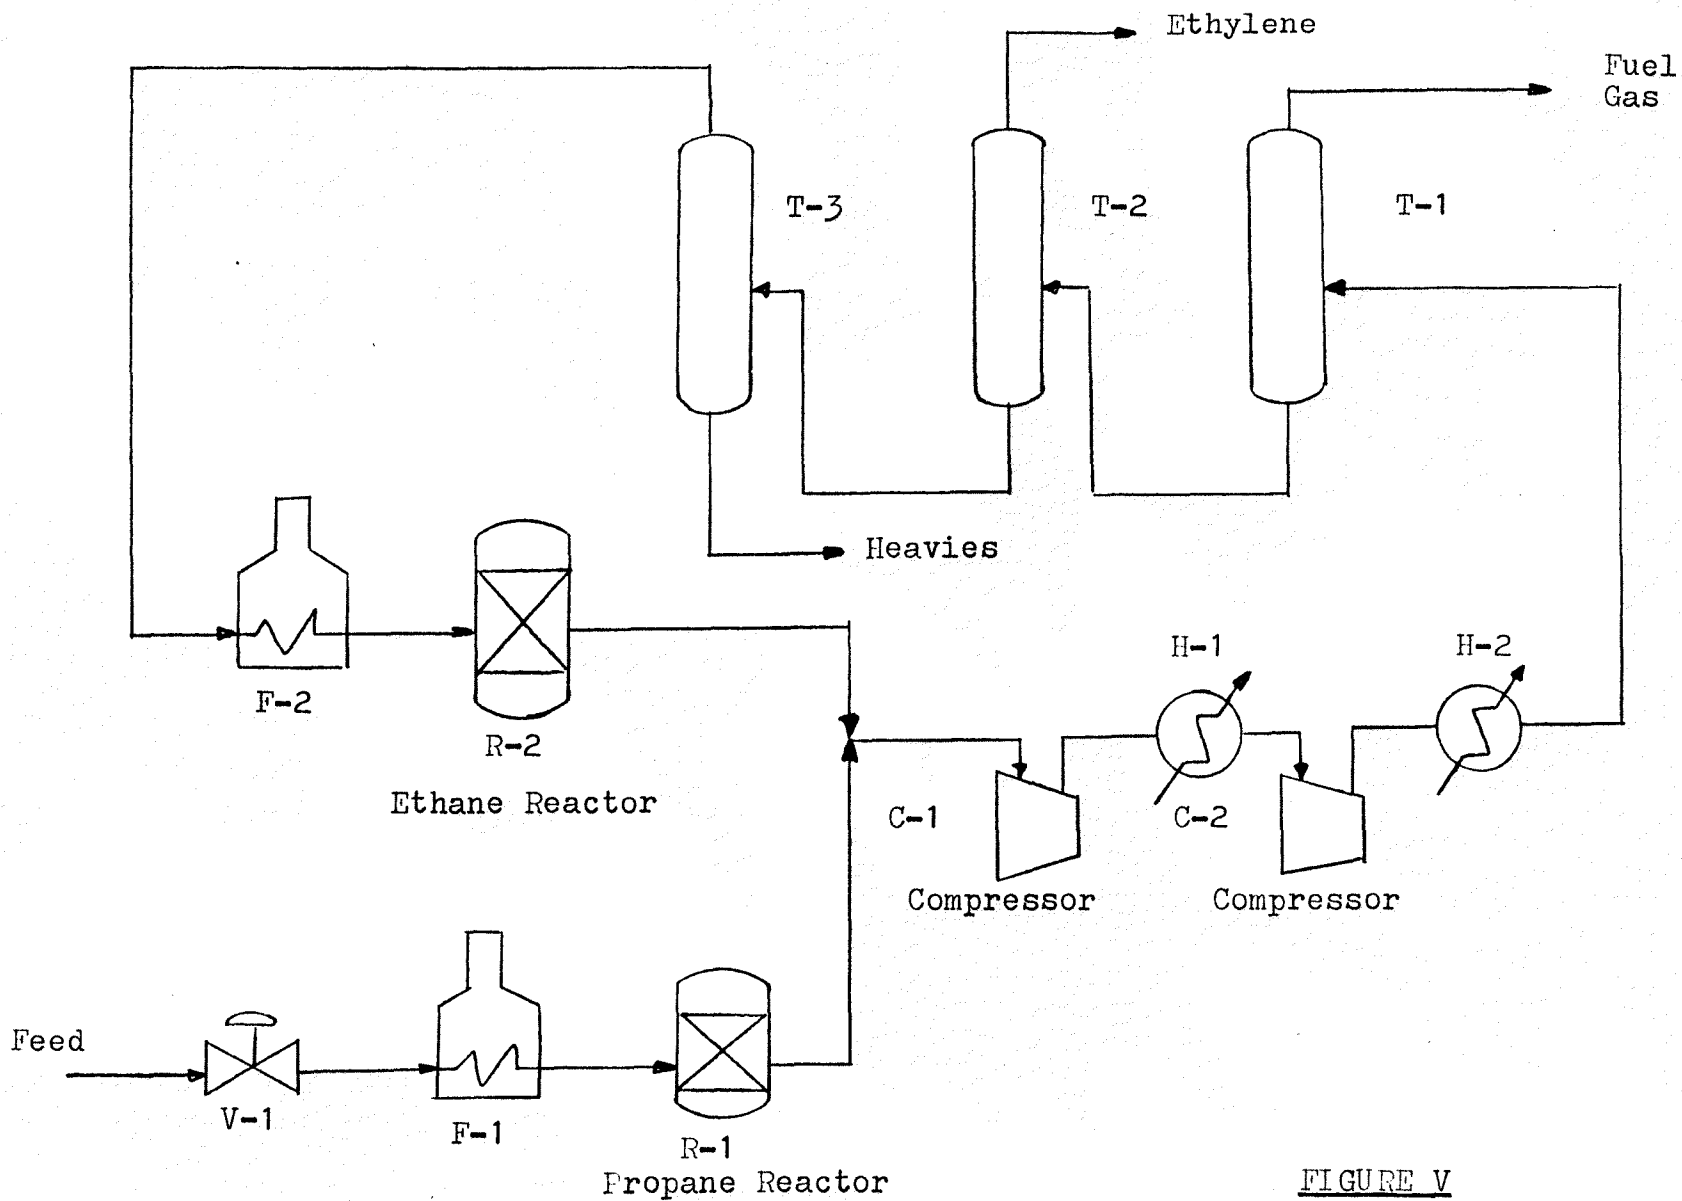 Ethylene
Fuel
Gas
T-3
T-2
T-1
Heavies
F-2
R-2
Ethane Reactor
H-1
H-2
C-1
Compressor
C-2
Compressor
Feed
V-1
F-1
R-1
Propane Reactor
FIGURE V